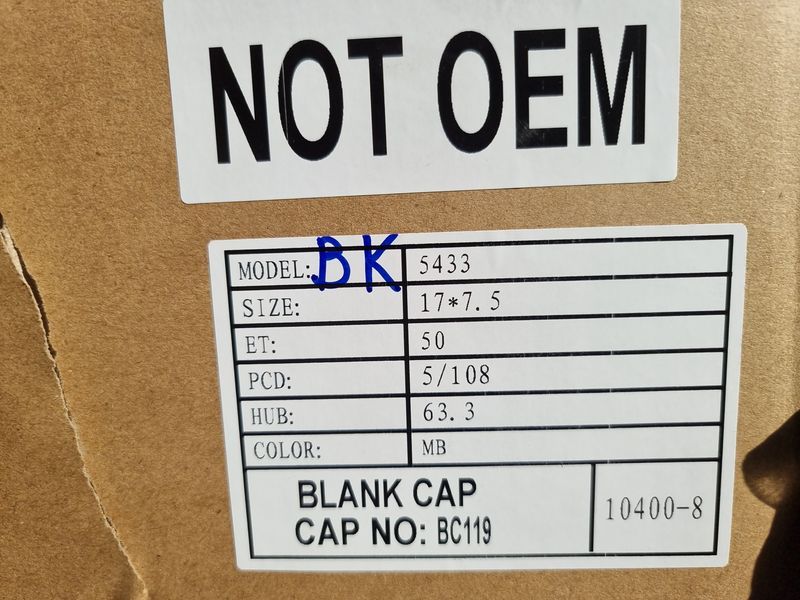 NOT OEM
MODEL: BK 5433
SIZE: 17*7.5
ET: 50
PCD: 5/108
HUB: 63.3
COLOR: MB
BLANK CAP
CAP NO: BC119
10400-8